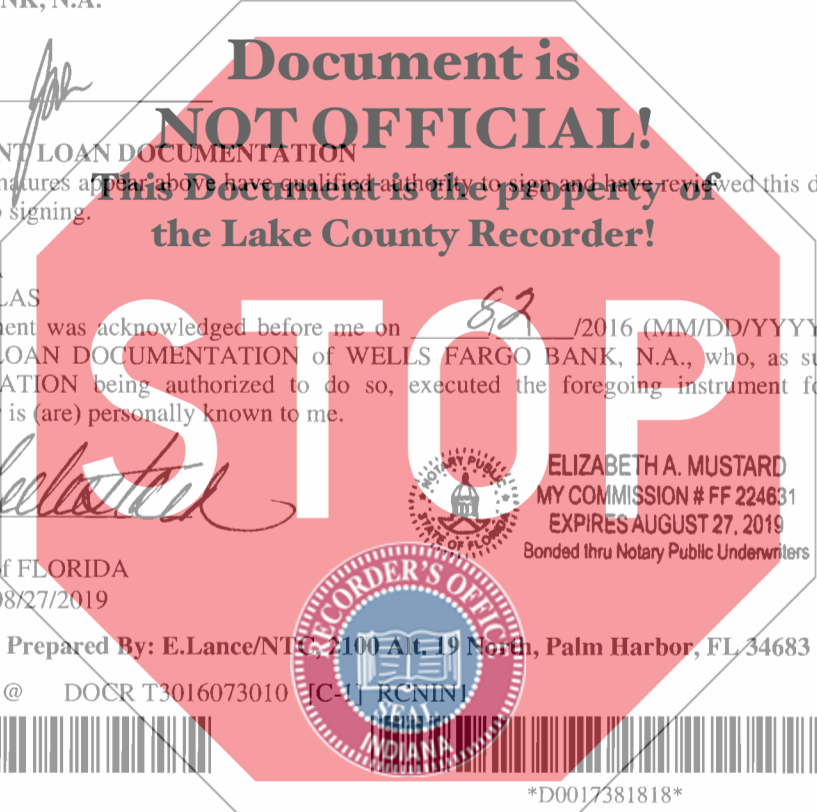 NK, N.A.
Document is
NOT OFFICIAL!
NT LOAN DOCUMENTATION
natures appear above have qualified authority to sign and have reviewed this d
This Document is the property of
signing.
the Lake County Recorder!
LAS
STOP
ment was acknowledged before me on 8/2/2016 (MM/DD/YYYY
LOAN DOCUMENTATION of WELLS FARGO BANK, N.A., who, as su
ATION being authorized to do so, executed the foregoing instrument fo
y is (are) personally known to me.
NOTARY PUBLIC
STATE OF FLORIDA
ELIZABETH A. MUSTARD
MY COMMISSION # FF 224631
EXPIRES AUGUST 27, 2019
Bonded thru Notary Public Underwriters
of FLORIDA
08/27/2019
RECORDER'S OFFICE
SEAL
INDIANA
Prepared By: E.Lance/NTC, 2100 Alt. 19 North, Palm Harbor, FL 34683
@ DOCR T3016073010 [C-1] RCNIN1
*D0017381818*